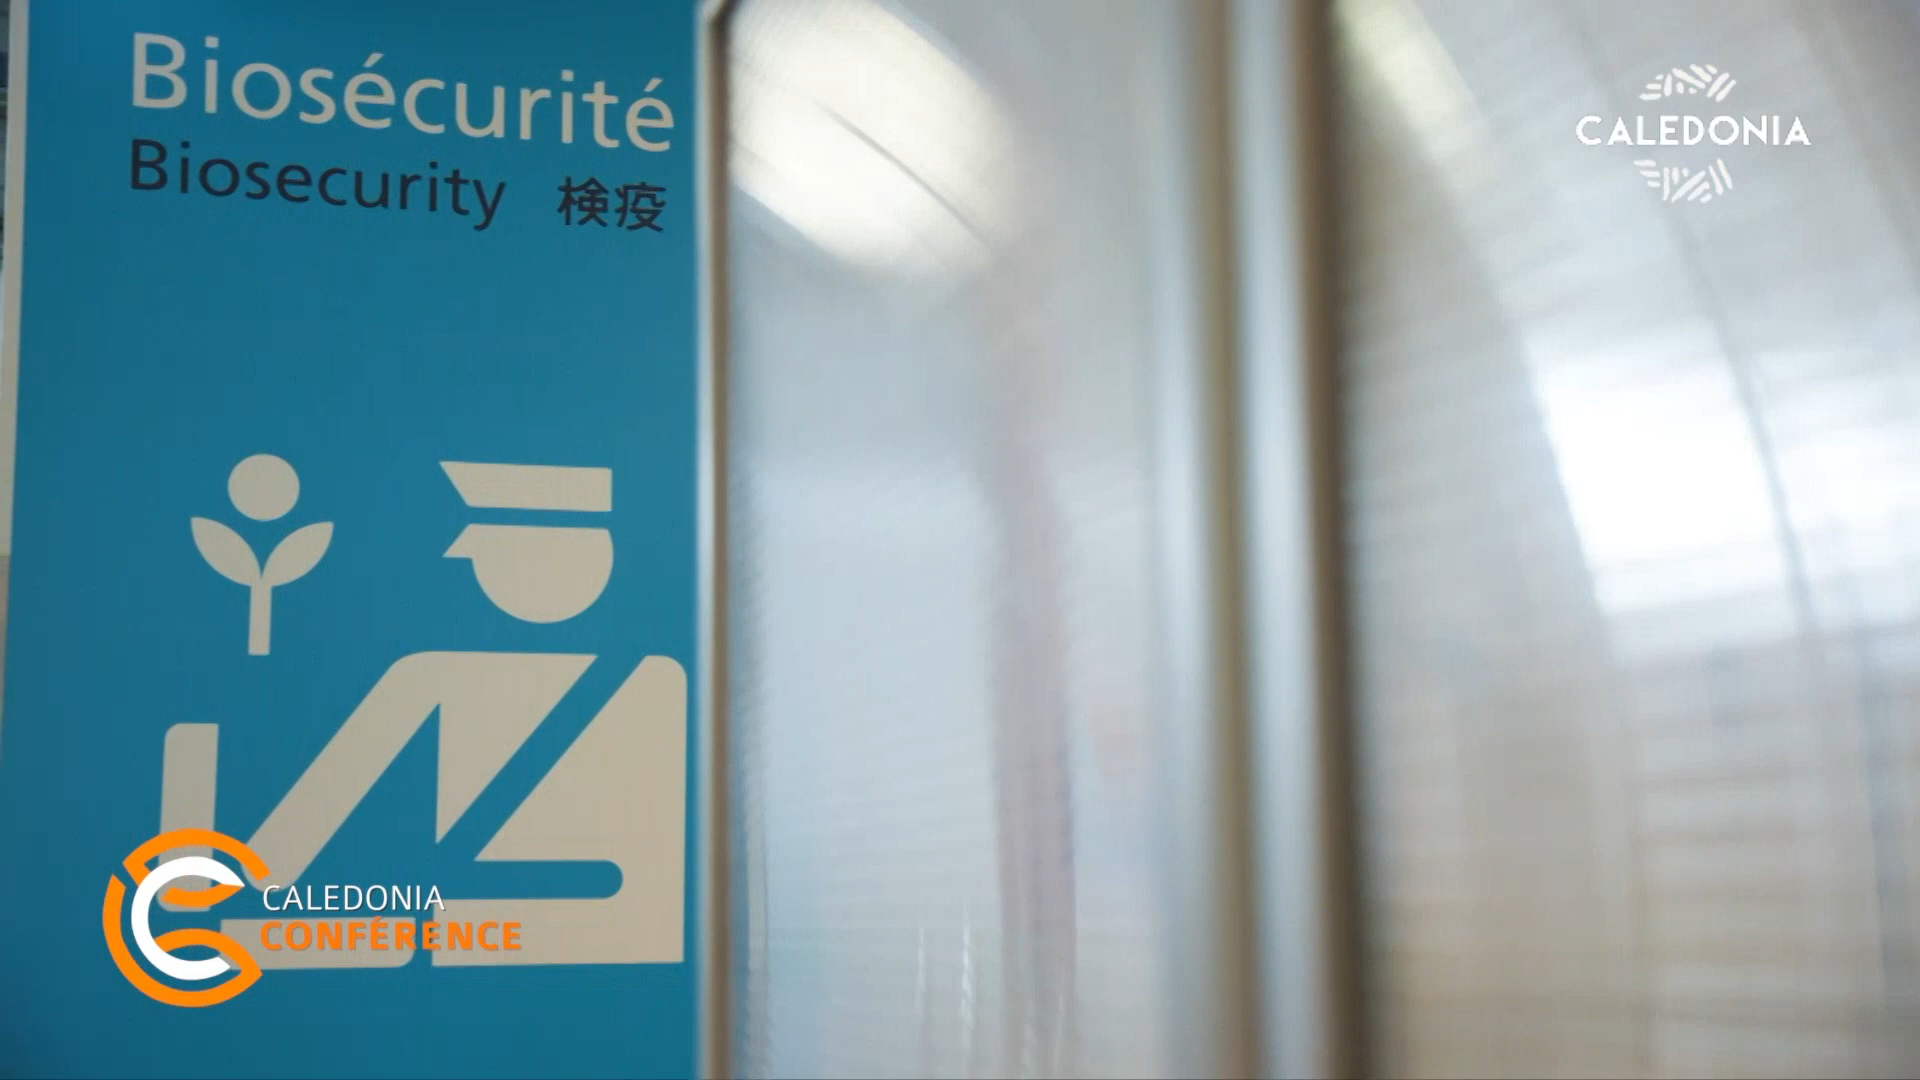 Biosécurité
Biosecurity 検疫
CALEDONIA
CALEDONIA
CONFÉRENCE